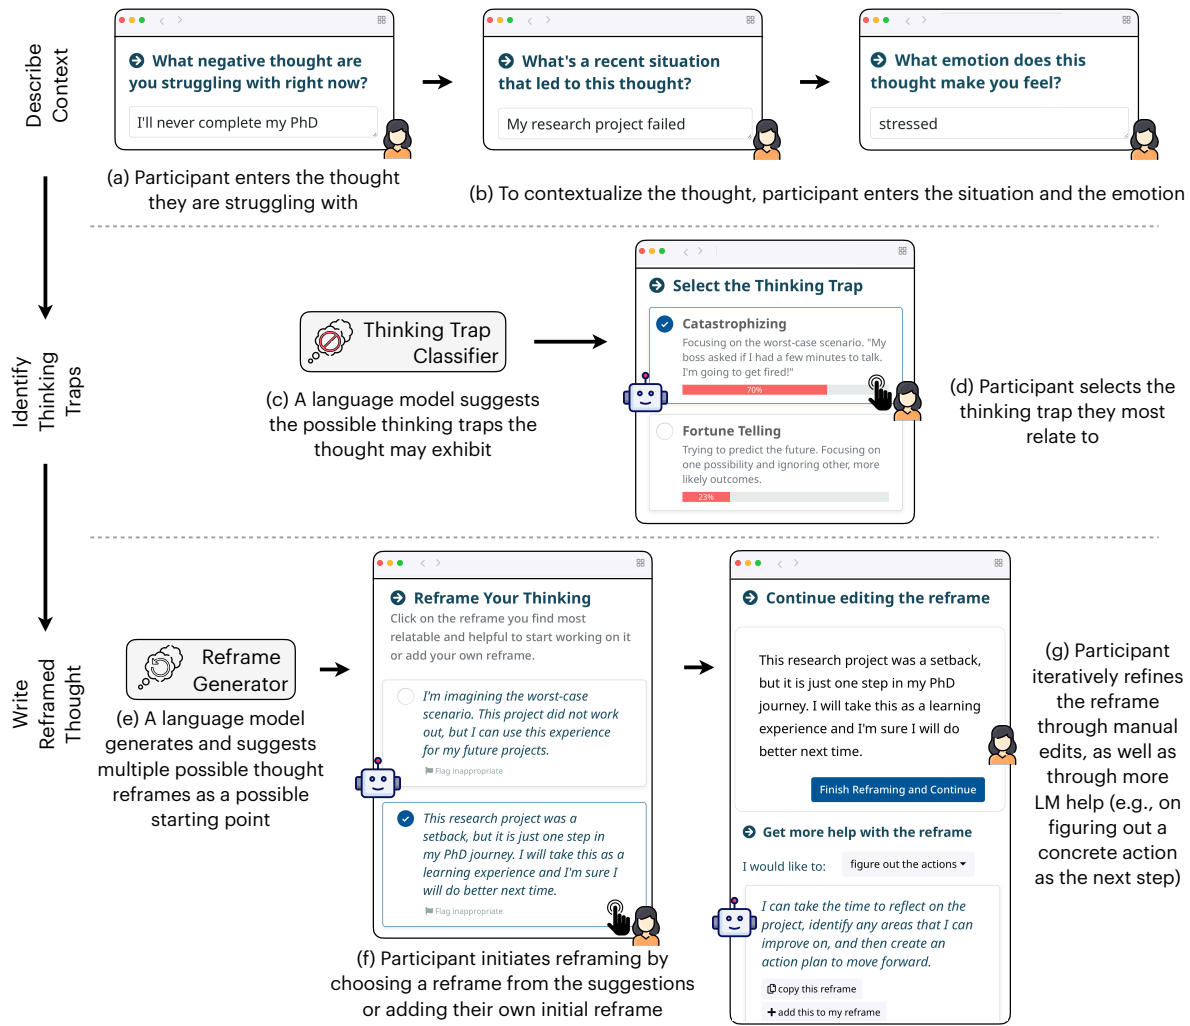 Describe
Context
What negative thought are
you struggling with right now?
I'll never complete my PhD
What's a recent situation
that led to this thought?
My research project failed
What emotion does this
thought make you feel?
stressed
(a) Participant enters the thought
they are struggling with
(b) To contextualize the thought, participant enters the situation and the emotion
Identify
Thinking
Traps
Thinking Trap
Classifier
(c) A language model suggests
the possible thinking traps the
thought may exhibit
Select the Thinking Trap
Catastrophizing
Focusing on the worst-case scenario. "My
boss asked if I had a few minutes to talk.
I'm going to get fired!"
70%
Fortune Telling
Trying to predict the future. Focusing on
one possibility and ignoring other, more
likely outcomes.
23%
(d) Participant selects the
thinking trap they most
relate to
Write
Reframed
Thought
Reframe
Generator
(e) A language model
generates and suggests
multiple possible thought
reframes as a possible
starting point
Reframe Your Thinking
Click on the reframe you find most
relatable and helpful to start working on it
or add your own reframe.
I'm imagining the worst-case
scenario. This project did not work
out, but I can use this experience
for my future projects.
Flag inappropriate
This research project was a
setback, but it is just one step in
my PhD journey. I will take this as a
learning experience and I'm sure I
will do better next time.
Flag inappropriate
(f) Participant initiates reframing by
choosing a reframe from the suggestions
or adding their own initial reframe
Continue editing the reframe
This research project was a setback,
but it is just one step in my PhD
journey. I will take this as a learning
experience and I'm sure I will do
better next time.
Finish Reframing and Continue
Get more help with the reframe
I would like to:
figure out the actions
I can take the time to reflect on the
project, identify any areas that I can
improve on, and then create an
action plan to move forward.
copy this reframe
add this to my reframe
(g) Participant
iteratively refines
the reframe
through manual
edits, as well as
through more
LM help (e.g., on
figuring out a
concrete action
as the next step)